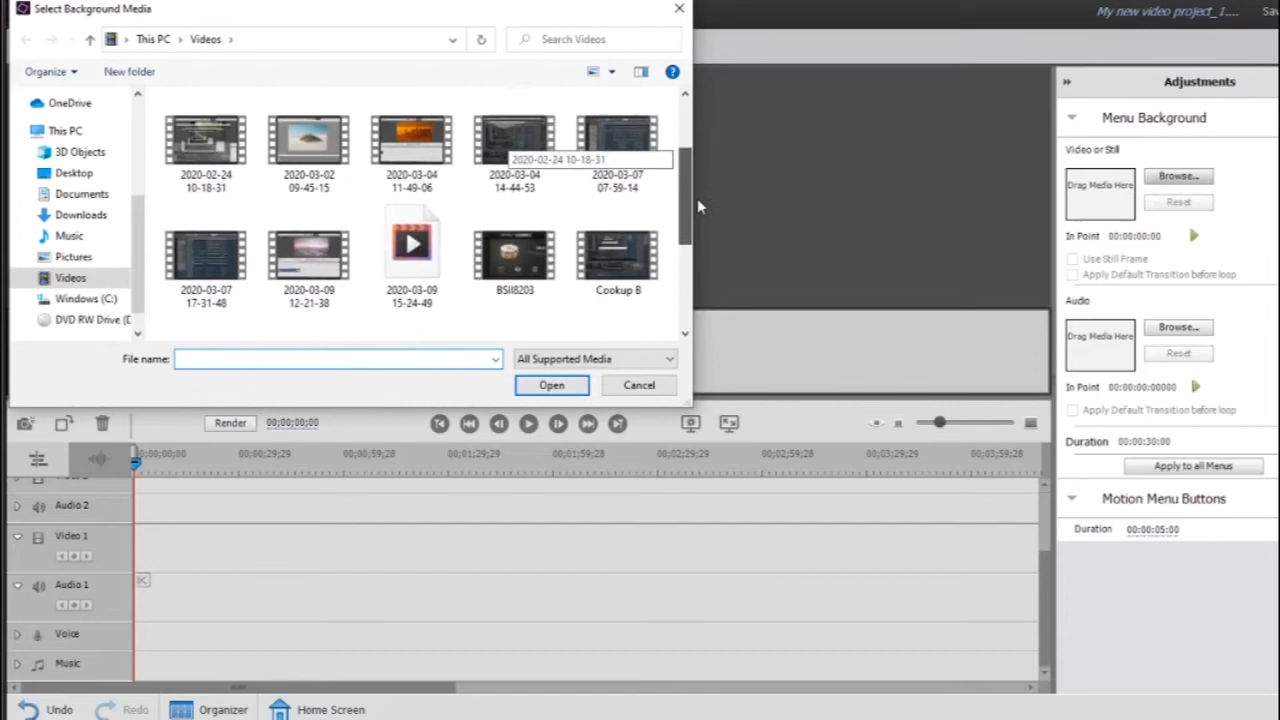 Select Background Media
My new video project_1....
Sa
This PC
Videos
Search Videos
Organize
New folder
OneDrive
This PC
3D Objects
Desktop
Documents
Downloads
Music
Pictures
Videos
Windows (C:)
DVD RW Drive (D
2020-02-24 10-18-31
2020-02-24
10-18-31
2020-03-02
09-45-15
2020-03-04
11-49-06
2020-03-04
14-44-53
2020-03-07
07-59-14
2020-03-07
17-31-48
2020-03-09
12-21-38
2020-03-09
15-24-49
BSII8203
Cookup B
File name:
All Supported Media
Open
Cancel
Adjustments
Menu Background
Video or Still
Drag Media Here
Browse...
Reset
In Point 00:00:00:00
Use Still Frame
Apply Default Transition before loop
Audio
Drag Media Here
Browse...
Reset
In Point 00:00:00:00000
Apply Default Transition before loop
Duration 00:00:30:00
Apply to all Menus
Motion Menu Buttons
Duration 00:00:05:00
Render
00;00;00;00
0;00;00;00 00;00;29;29 00;00;59;28 00;01;29;29 00;01;59;28 00;02;29;29 00;02;59;28 00;03;29;29 00;03;59;28
Audio 2
Video 1
Audio 1
Voice
Music
Undo
Redo
Organizer
Home Screen